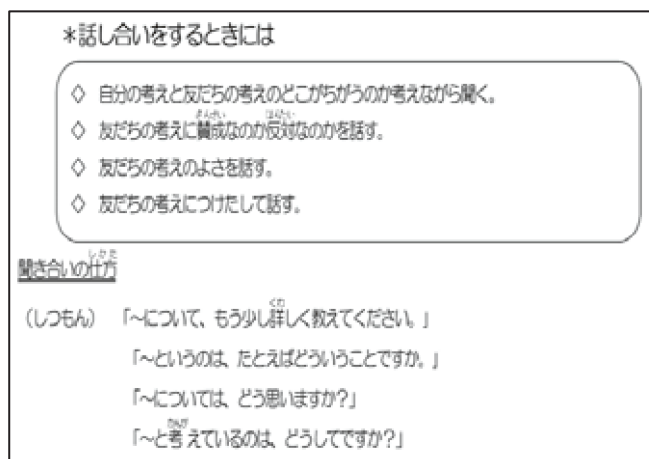 *話し合いをするときには
◇ 自分の考えと友だちの考えのどこがちがうのか考えながら聞く。
◇ 友だちの考えに賛成なのか反対なのかを話す。
◇ 友だちの考えのよさを話す。
◇ 友だちの考えにつけたして話す。
聞き合いの仕方
(しつもん) 「~について、もう少し詳しく教えてください。」
「~というのは、たとえばどういうことですか。」
「~については、どう思いますか?」
「~と考えているのは、どうしてですか?」